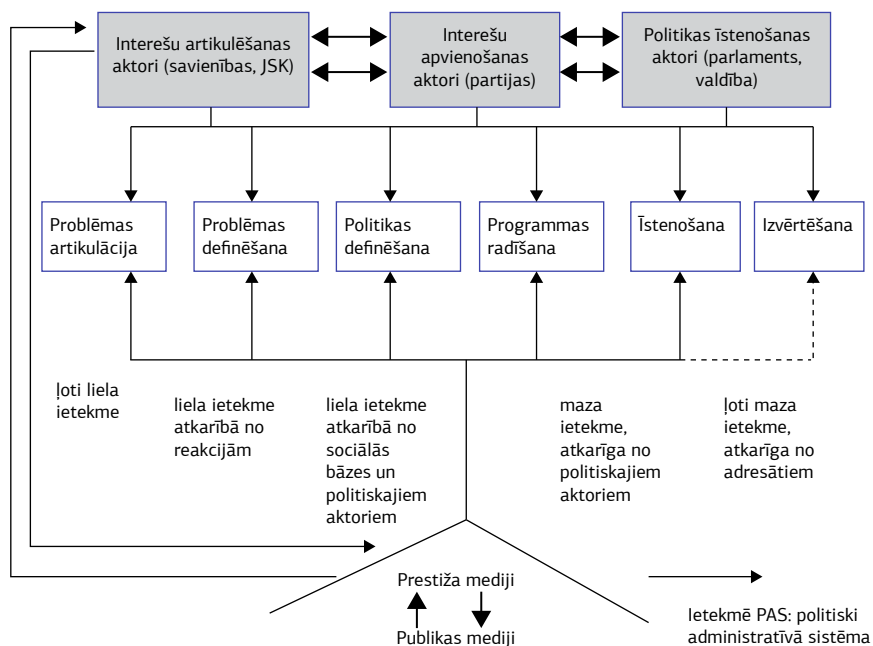 Interešu artikulēšanas
aktori (savienības, JSK)
Interešu
apvienošanas
aktori (partijas)
Politikas īstenošanas
aktori (parlaments,
valdība)
Problēmas
artikulācija
Problēmas
definēšana
Politikas
definēšana
Programmas
radīšana
Īstenošana
Izvērtēšana
ļoti liela
ietekme
liela ietekme
atkarībā no
reakcijām
liela ietekme
atkarībā no
sociālās
bāzes un
politiskajiem
aktoriem
maza
ietekme,
atkarīga no
politiskajiem
aktoriem
ļoti maza
ietekme,
atkarīga no
adresātiem
Prestiža mediji
Publikas mediji
Ietekmē PAS: politiski
administratīvā sistēma